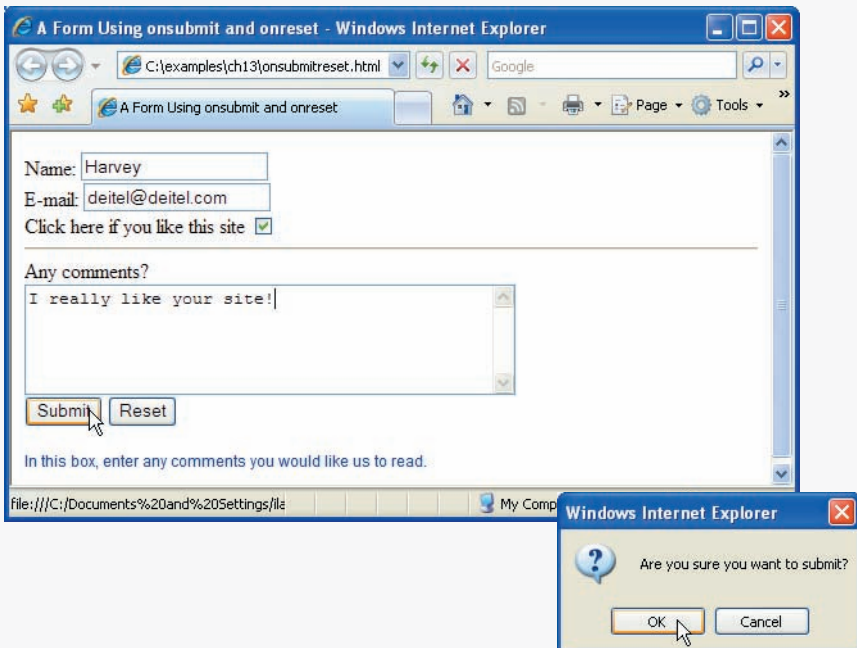 A Form Using onsubmit and onreset - Windows Internet Explorer
C:\examples\ch13\onsubmitreset.html Google
A Form Using onsubmit and onreset Page Tools »
Name: Harvey
E-mail: deitel@deitel.com
Click here if you like this site
Any comments?
I really like your site!
Submit Reset
In this box, enter any comments you would like us to read.
file:///C:/Documents%20and%20Settings/ila My Comp
Windows Internet Explorer
Are you sure you want to submit?
OK Cancel